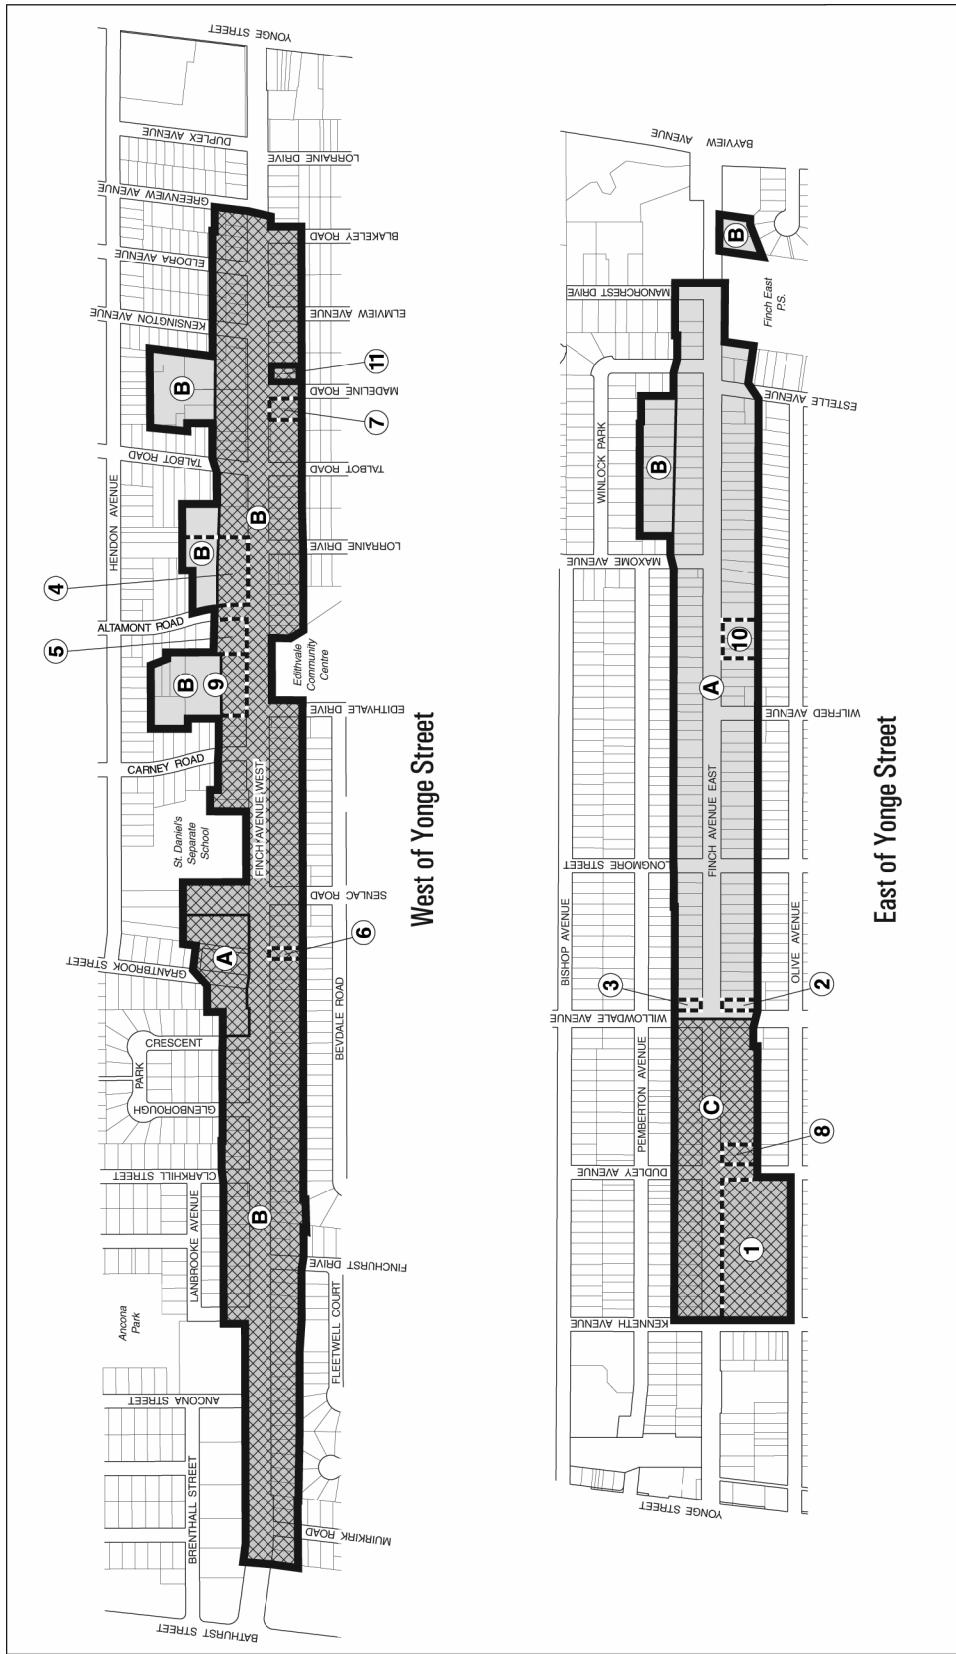 YONGE STREET
DUPLEX AVENUE
LORRAINE DRIVE
GREENVIEW AVENUE
BLAKELEY ROAD
ELDORA AVENUE
ELMVIEW AVENUE
KENSINGTON AVENUE
11
MADELINE ROAD
B
7
TALBOT ROAD
TALBOT ROAD
HENDON AVENUE
B
B
LORRAINE DRIVE
4
ALTAMONT ROAD
5
Edithvale
Community
Centre
B
9
EDITHVALE DRIVE
CARNEY ROAD
FINCH AVENUE WEST
St. Daniel's
Separate
School
SENLAC ROAD
6
GRANTBROOK STREET
A
BEVDALE ROAD
CRESCENT
PARK
GLENBOROUGH
CLARKHILL STREET
LANBROOKE AVENUE
B
FINCHURST DRIVE
Ancona
Park
FLEETWELL COURT
ANCONA STREET
BRENTHALL STREET
MUIRKIRK ROAD
BATHURST STREET
West of Yonge Street
BAYVIEW
AVENUE
B
MANORCREST DRIVE
Finch East
P.S.
ESTELLE AVENUE
WINLOCK PARK
B
MAXOME AVENUE
10
A
WILFRED AVENUE
FINCH AVENUE EAST
LONGMORE STREET
BISHOP AVENUE
OLIVE AVENUE
3
2
WILLOWDALE AVENUE
PEMBERTON AVENUE
C
8
DUDLEY AVENUE
1
KENNETH AVENUE
YONGE STREET
East of Yonge Street